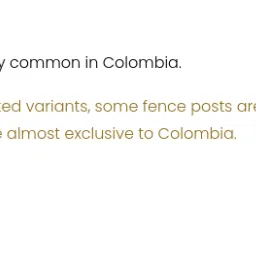 y common in Colombia.
ted variants, some fence posts are
e almost exclusive to Colombia.